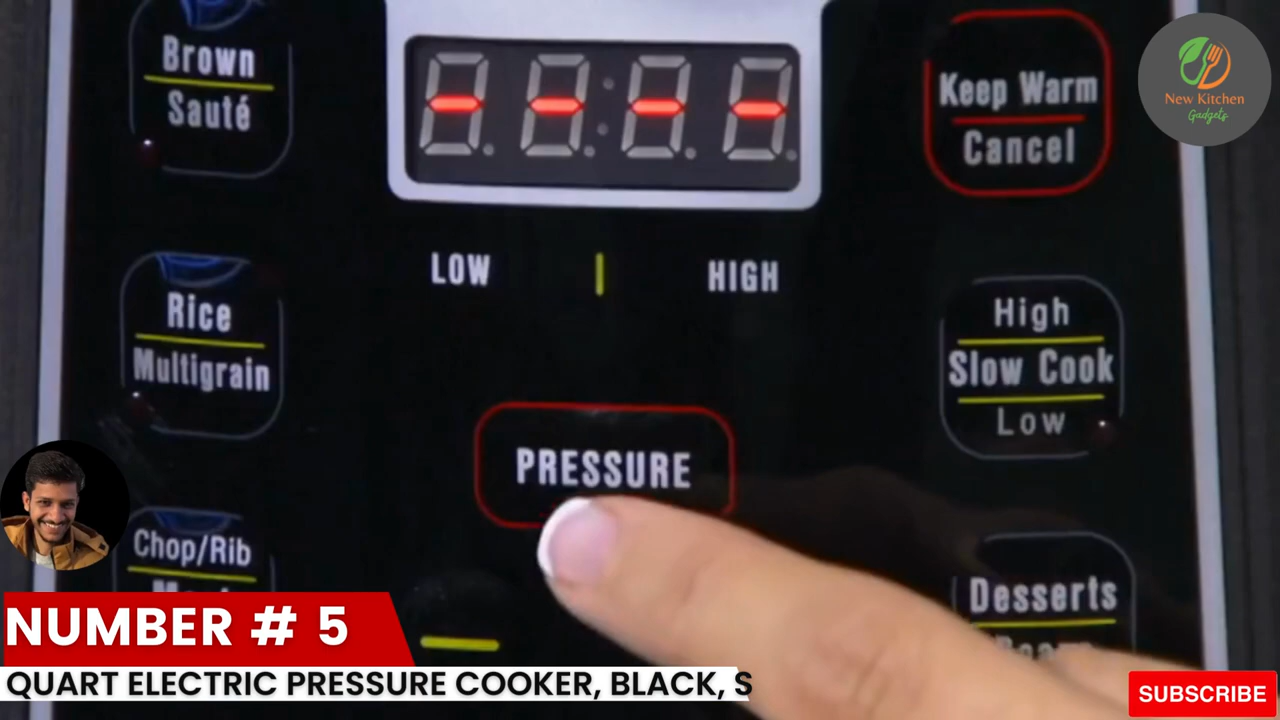 Brown
Sauté
Keep Warm
Cancel
New Kitchen
Gadgets
LOW
HIGH
Rice
Multigrain
High
Slow Cook
Low
PRESSURE
Chop/Rib
Desserts
NUMBER # 5
QUART ELECTRIC PRESSURE COOKER, BLACK, S
SUBSCRIBE